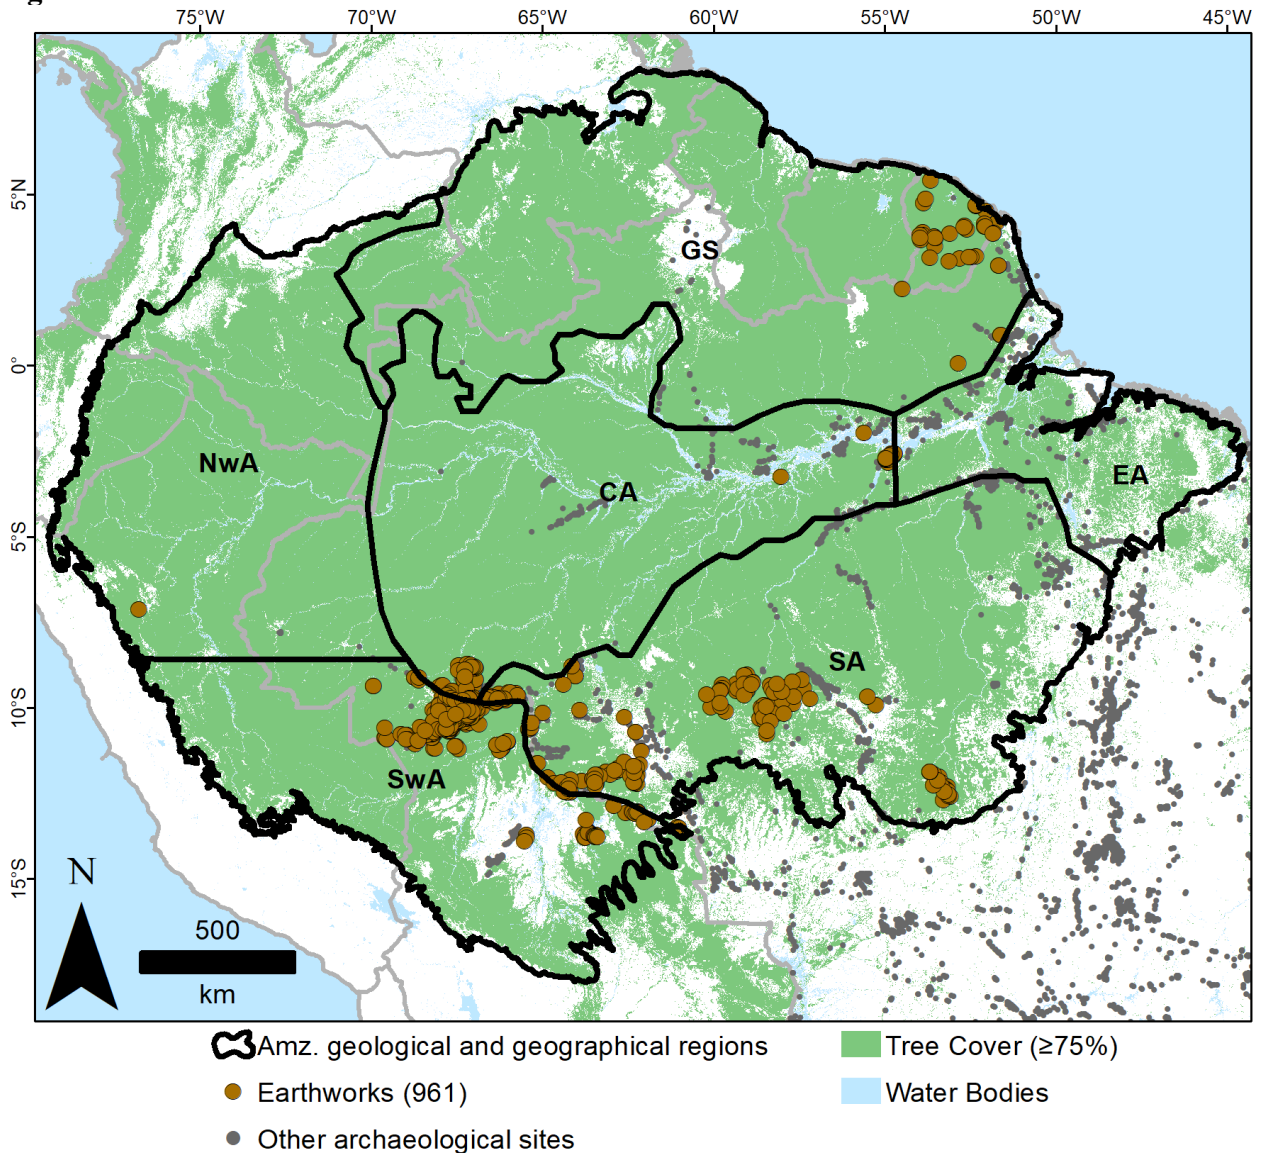 75°W 70°W 65°W 60°W 55°W 50°W 45°W
5°N
0°
5°S
10°S
15°S
GS
NwA
CA
EA
SA
SwA
N
500
km
Amz. geological and geographical regions
Tree Cover (≥75%)
Earthworks (961)
Water Bodies
Other archaeological sites